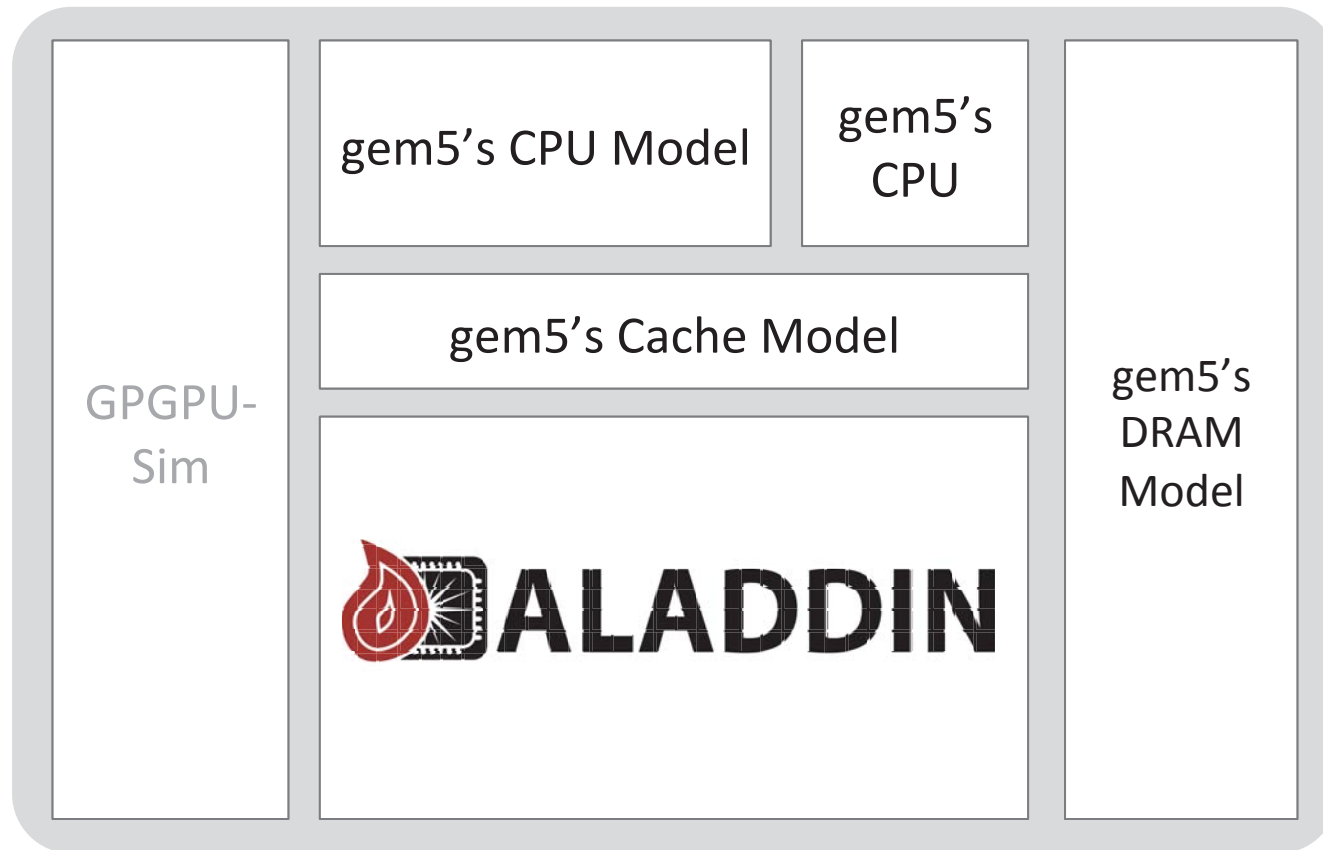 gem5’s CPU Model
gem5’s
CPU
gem5’s Cache Model
GPGPU-
Sim
gem5’s
DRAM
Model
ALADDIN